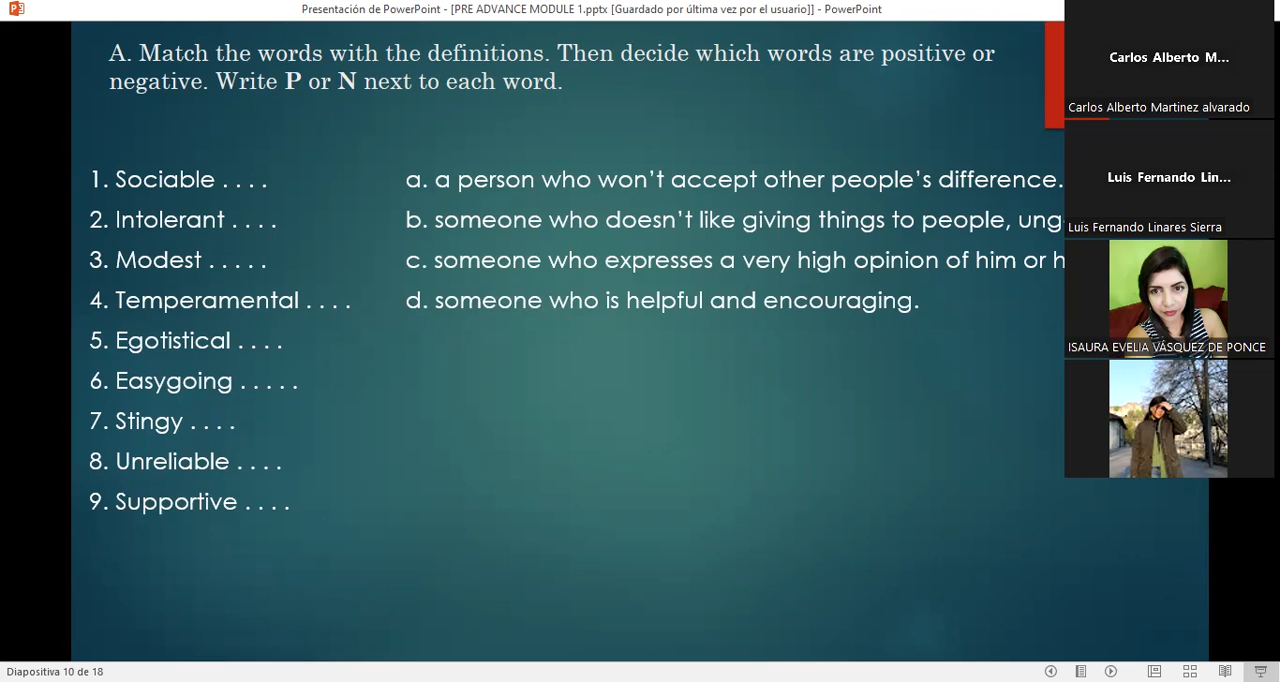 Presentación de PowerPoint - [PRE ADVANCE MODULE 1.pptx [Guardado por última vez por el usuario]] - PowerPoint
A. Match the words with the definitions. Then decide which words are positive or
negative. Write P or N next to each word.
1. Sociable . . . .
a. a person who won’t accept other people’s difference.
2. Intolerant . . . .
b. someone who doesn’t like giving things to people,
3. Modest . . . . .
c. someone who expresses a very high opinion of him or
4. Temperamental . . . .
d. someone who is helpful and encouraging.
5. Egotistical . . . .
6. Easygoing . . . . .
7. Stingy . . . .
8. Unreliable . . . .
9. Supportive . . . .
Carlos Alberto M...
Carlos Alberto Martinez alvarado
Luis Fernando Lin...
Luis Fernando Linares Sierra
ISAURA EVELIA VÁSQUEZ DE PONCE
Diapositiva 10 de 18